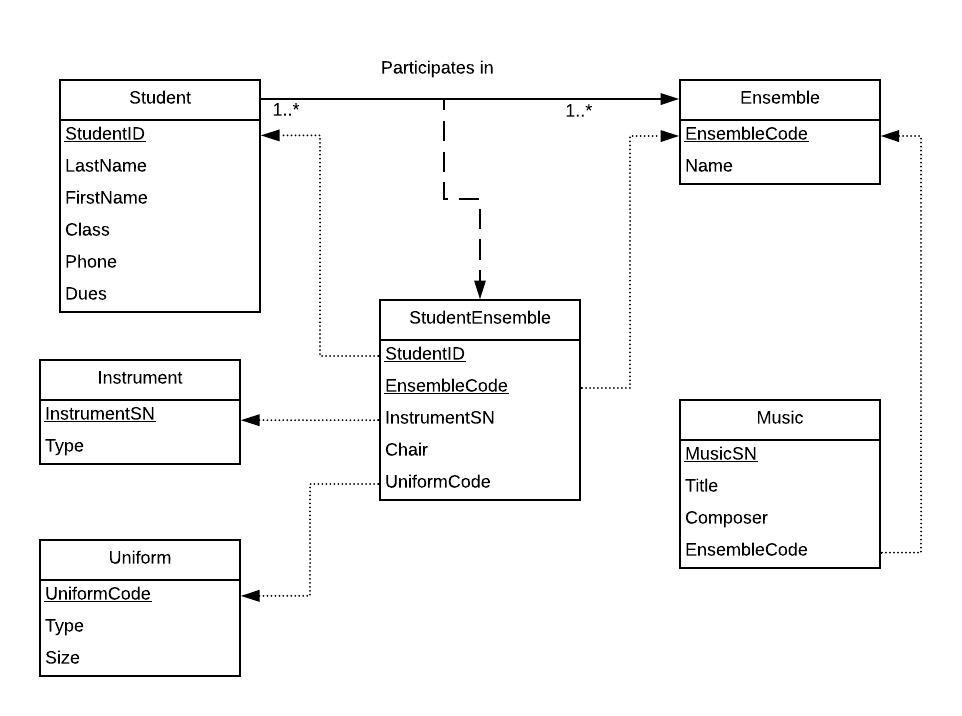 Participates in
1..*
1..*
Student
StudentID
LastName
FirstName
Class
Phone
Dues
Ensemble
EnsembleCode
Name
StudentEnsemble
StudentID
EnsembleCode
InstrumentSN
Chair
UniformCode
Instrument
InstrumentSN
Type
Music
MusicSN
Title
Composer
EnsembleCode
Uniform
UniformCode
Type
Size